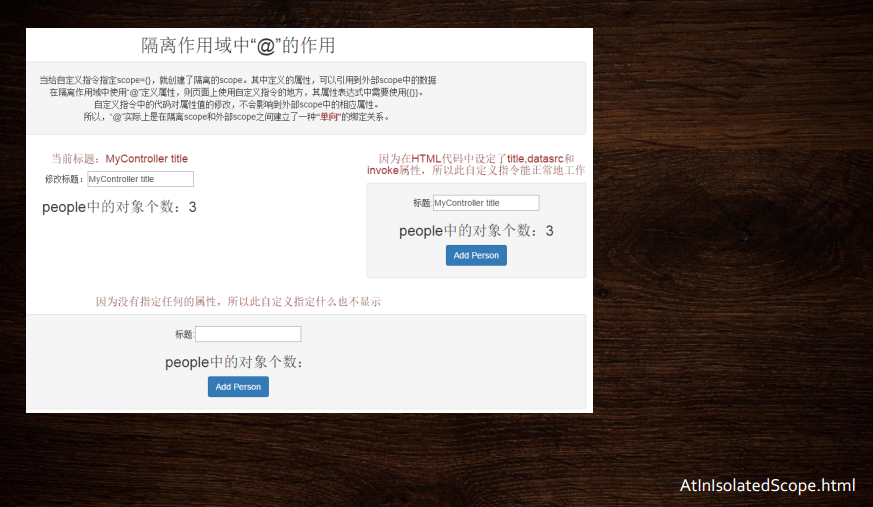 隔离作用域中“@”的作用
当给自定义指令指定scope={}，就创建了隔离的scope。其中定义的属性，可以引用到外部scope中的数据
在隔离作用域中使用“@”定义属性，则页面上使用自定义指令的地方，其属性表达式中需要使用{{}}。
自定义指令中的代码对属性值的修改，不会影响到外部scope中的相应属性。
所以，“@”实际上是在隔离scope和外部scope之间建立了一种“单向”的绑定关系。
当前标题：MyController title
修改标题：MyController title
people中的对象个数：3
因为在HTML代码中设定了title,datasrc和
invoke属性，所以此自定义指令能正常地工作
标题:MyController title
people中的对象个数：3
Add Person
因为没有指定任何的属性，所以此自定义指定什么也不显示
标题:
people中的对象个数：
Add Person
AtInIsolatedScope.html